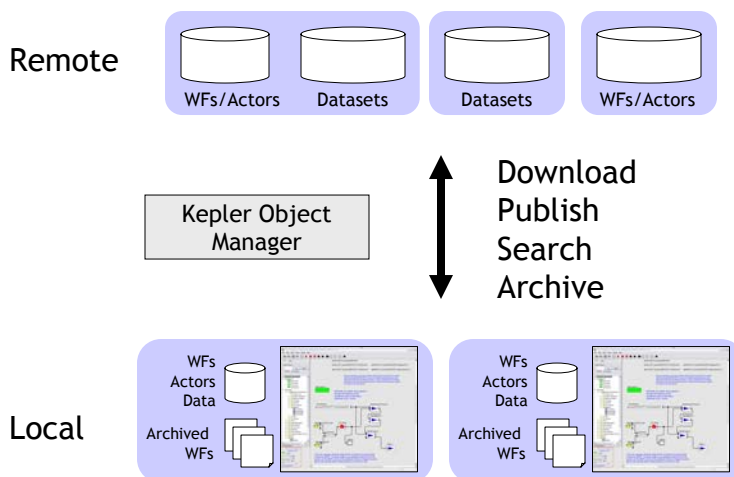 Remote
WFs/Actors
Datasets
Datasets
WFs/Actors
Kepler Object
Manager
Download
Publish
Search
Archive
Local
WFs
Actors
Data
Archived
WFs
WFs
Actors
Data
Archived
WFs